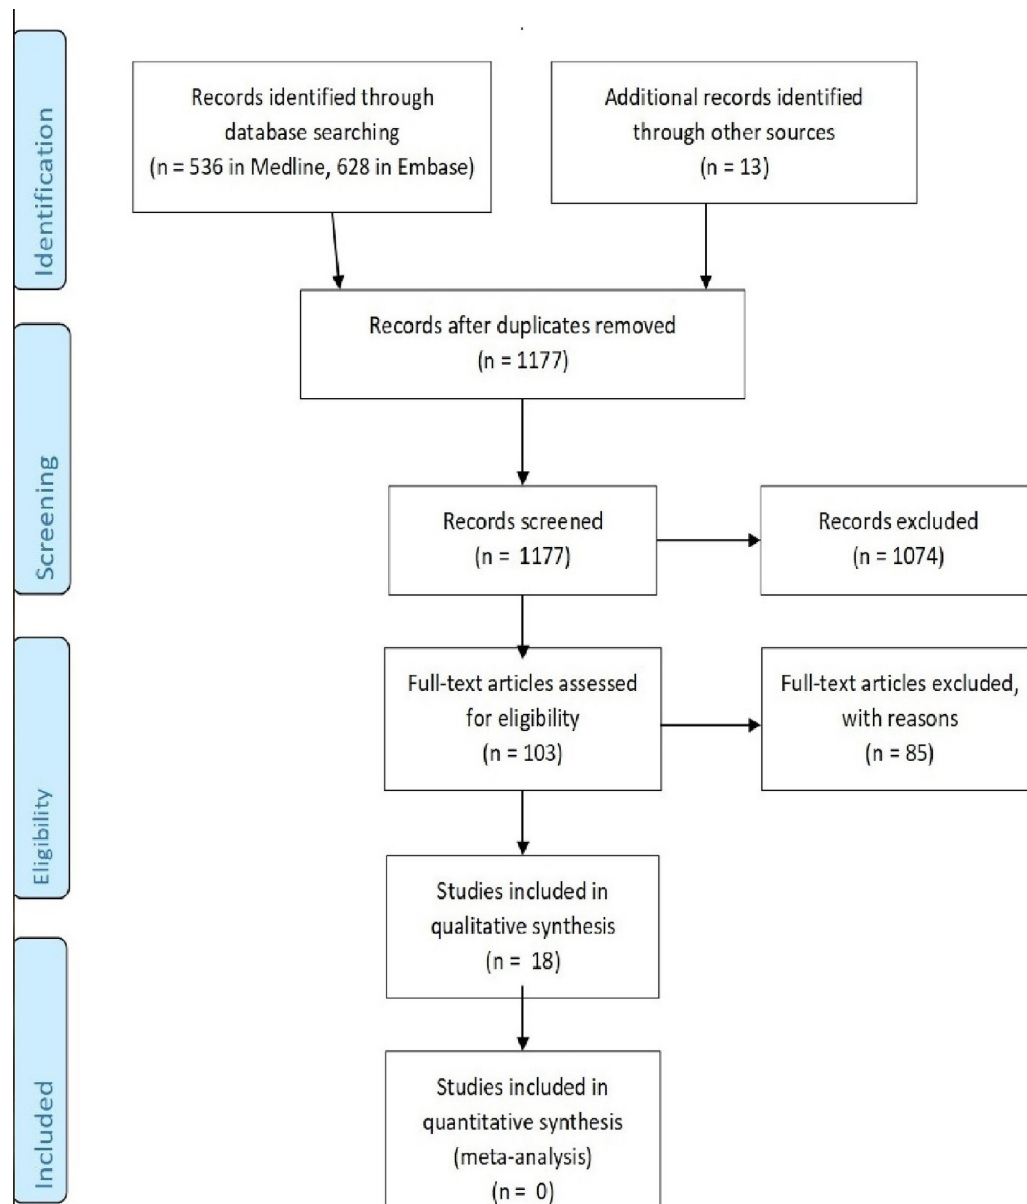 Identification
Records identified through
database searching
(n = 536 in Medline, 628 in Embase)
Additional records identified
through other sources
(n = 13)
Records after duplicates removed
(n = 1177)
Screening
Records screened
(n = 1177)
Records excluded
(n = 1074)
Eligibility
Full-text articles assessed
for eligibility
(n = 103)
Full-text articles excluded,
with reasons
(n = 85)
Studies included in
qualitative synthesis
(n = 18)
Included
Studies included in
quantitative synthesis
(meta-analysis)
(n = 0)